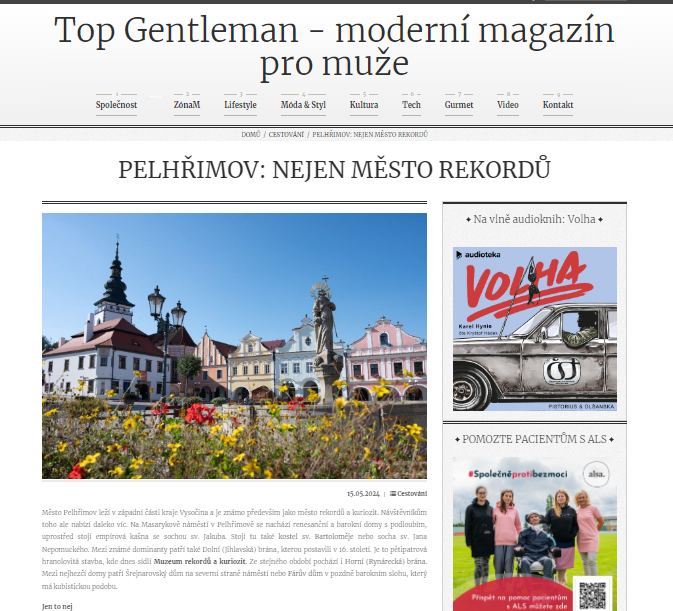 Top Gentleman - moderní magazín
pro muže
1 2 3 4 5 6 7 8 9
Společnost ZónaM Lifestyle Móda & Styl Kultura Tech Gurmet Video Kontakt
DOMŮ / CESTOVÁNÍ / PELHŘIMOV: NEJEN MĚSTO REKORDŮ
PELHŘIMOV: NEJEN MĚSTO REKORDŮ
15.05.2024 | Cestování
Město Pelhřimov leží v západní části kraje Vysočina a je známo především jako město rekordů a kuriozit. Návštěvníkům
toho ale nabízí daleko víc. Na Masarykově náměstí v Pelhřimově se nachází renesanční a barokní domy s podloubím,
uprostřed stojí empírová kašna se sochou sv. Jakuba. Stojí tu také kostel sv. Bartoloměje nebo socha sv. Jana
Nepomuckého. Mezi známé dominanty patří také Dolní (Jihlavská) brána, kterou postavili v 16. století. Je to pětipatrová
hranolovitá stavba, kde dnes sídlí Muzeum rekordů a kuriozit. Ze stejného období pochází i Horní (Rynárecká) brána.
Mezi nejhezčí domy patří Šrejnarovský dům na severní straně náměstí nebo Fárův dům v pozdně barokním slohu, který
má kubistickou podobu.
Jen to nej
Na vlně audioknih: Volha
audioteka
VOLHA
Karel Hynie
čte Kryštof Hádek
ČST
PISTORIUS & OLŠANSKÁ
POMOZTE PACIENTŮM S ALS
#Společněprotibezmoci
alsa.
Přispět na pomoc pacientům
s ALS můžete zde